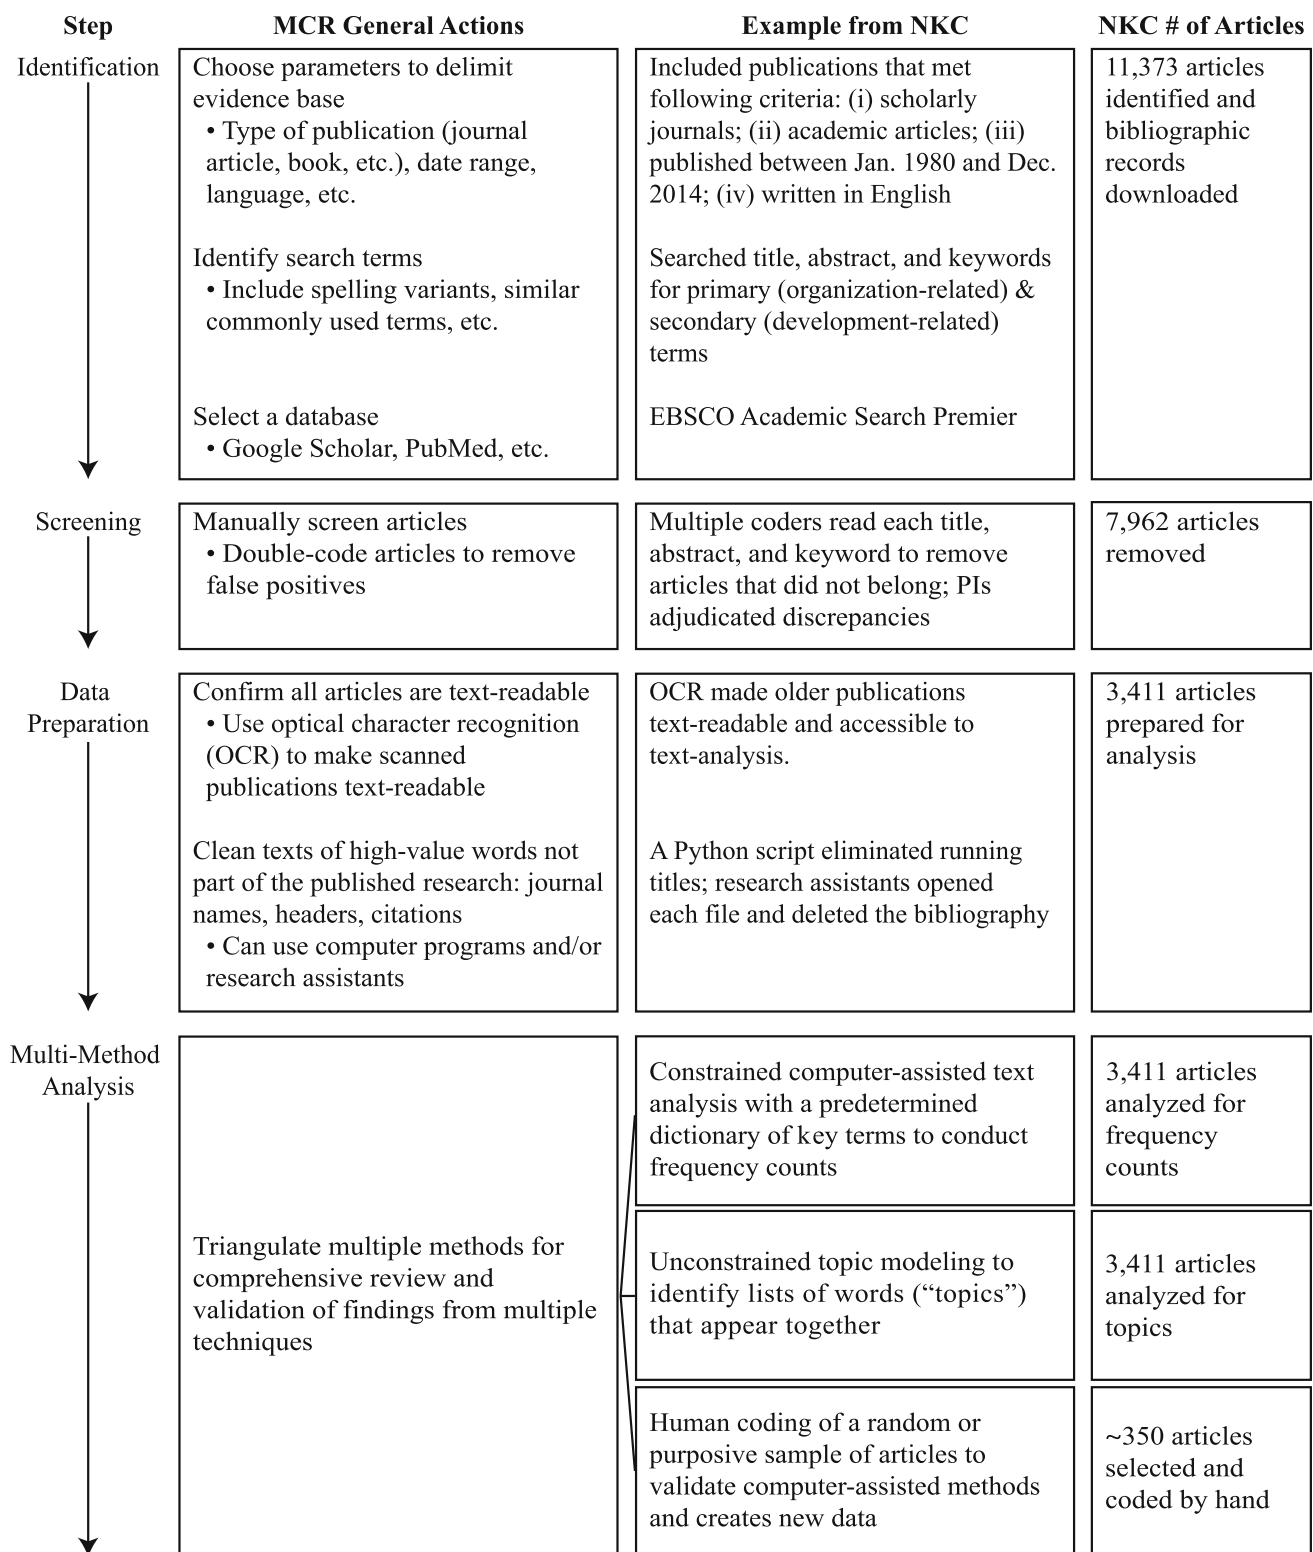 Step
MCR General Actions
Example from NKC
NKC # of Articles
Identification
Choose parameters to delimit
evidence base
• Type of publication (journal
article, book, etc.), date range,
language, etc.
Identify search terms
• Include spelling variants, similar
commonly used terms, etc.
Select a database
• Google Scholar, PubMed, etc.
Included publications that met
following criteria: (i) scholarly
journals; (ii) academic articles; (iii)
published between Jan. 1980 and Dec.
2014; (iv) written in English
Searched title, abstract, and keywords
for primary (organization-related) &
secondary (development-related)
terms
EBSCO Academic Search Premier
11,373 articles
identified and
bibliographic
records
downloaded
Screening
Manually screen articles
• Double-code articles to remove
false positives
Multiple coders read each title,
abstract, and keyword to remove
articles that did not belong; PIs
adjudicated discrepancies
7,962 articles
removed
Data
Preparation
Confirm all articles are text-readable
• Use optical character recognition
(OCR) to make scanned
publications text-readable
Clean texts of high-value words not
part of the published research: journal
names, headers, citations
• Can use computer programs and/or
research assistants
OCR made older publications
text-readable and accessible to
text-analysis.
A Python script eliminated running
titles; research assistants opened
each file and deleted the bibliography
3,411 articles
prepared for
analysis
Multi-Method
Analysis
Triangulate multiple methods for
comprehensive review and
validation of findings from multiple
techniques
Constrained computer-assisted text
analysis with a predetermined
dictionary of key terms to conduct
frequency counts
3,411 articles
analyzed for
frequency
counts
Unconstrained topic modeling to
identify lists of words (“topics”)
that appear together
3,411 articles
analyzed for
topics
Human coding of a random or
purposive sample of articles to
validate computer-assisted methods
and creates new data
~350 articles
selected and
coded by hand